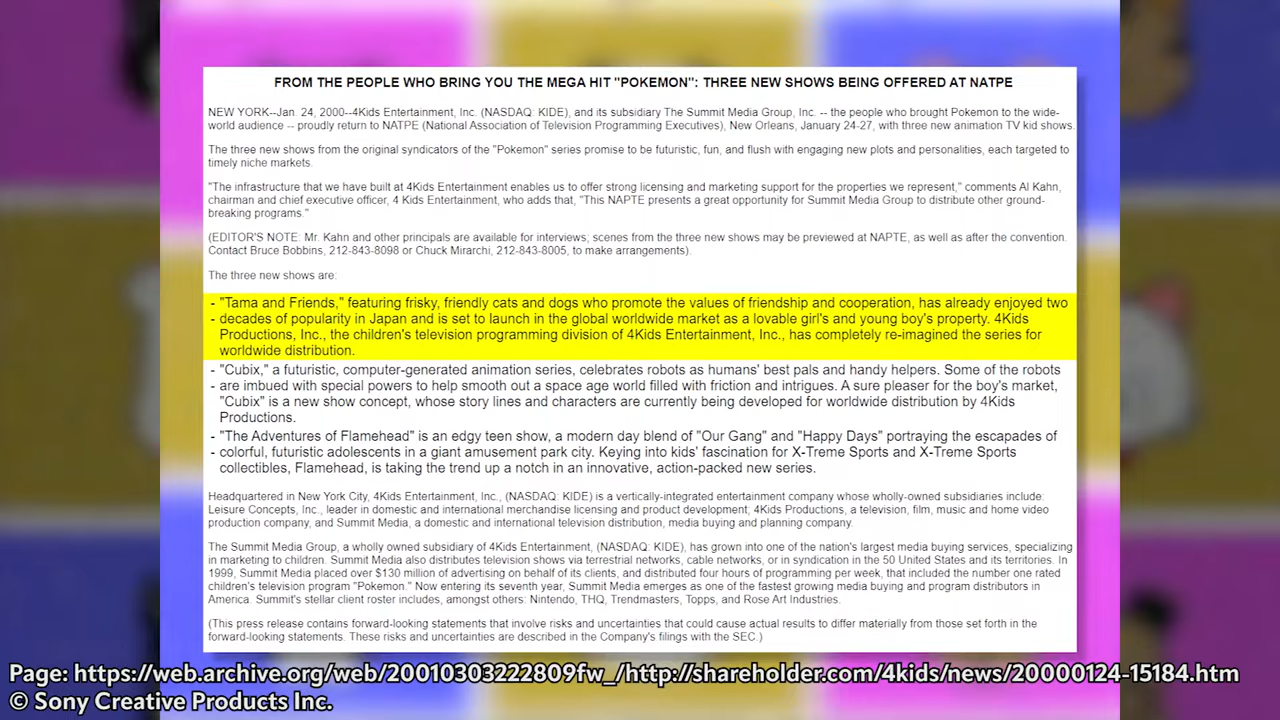 FROM THE PEOPLE WHO BRING YOU THE MEGA HIT "POKEMON": THREE NEW SHOWS BEING OFFERED AT NATPE
NEW YORK--Jan. 24, 2000--4Kids Entertainment, Inc. (NASDAQ: KIDE), and its subsidiary The Summit Media Group, Inc. -- the people who brought Pokemon to the wide-
world audience -- proudly return to NATPE (National Association of Television Programming Executives), New Orleans, January 24-27, with three new animation TV kid shows.
The three new shows from the original syndicators of the "Pokemon" series promise to be futuristic, fun, and flush with engaging new plots and personalities, each targeted to
timely niche markets.
"The infrastructure that we have built at 4Kids Entertainment enables us to offer strong licensing and marketing support for the properties we represent," comments Al Kahn,
chairman and chief executive officer, 4 Kids Entertainment, who adds that, "This NAPTE presents a great opportunity for Summit Media Group to distribute other ground-
breaking programs."
(EDITOR'S NOTE: Mr. Kahn and other principals are available for interviews; scenes from the three new shows may be previewed at NAPTE, as well as after the convention.
Contact Bruce Bobbins, 212-843-8098 or Chuck Mirarchi, 212-843-8005, to make arrangements).
The three new shows are:
- "Tama and Friends," featuring frisky, friendly cats and dogs who promote the values of friendship and cooperation, has already enjoyed two
- decades of popularity in Japan and is set to launch in the global worldwide market as a lovable girl's and young boy's property. 4Kids
Productions, Inc., the children's television programming division of 4Kids Entertainment, Inc., has completely re-imagined the series for
worldwide distribution.
- "Cubix," a futuristic, computer-generated animation series, celebrates robots as humans' best pals and handy helpers. Some of the robots
- are imbued with special powers to help smooth out a space age world filled with friction and intrigues. A sure pleaser for the boy's market,
"Cubix" is a new show concept, whose story lines and characters are currently being developed for worldwide distribution by 4Kids
Productions.
- "The Adventures of Flamehead" is an edgy teen show, a modern day blend of "Our Gang" and "Happy Days" portraying the escapades of
- colorful, futuristic adolescents in a giant amusement park city. Keying into kids' fascination for X-Treme Sports and X-Treme Sports
collectibles, Flamehead, is taking the trend up a notch in an innovative, action-packed new series.
Headquartered in New York City, 4Kids Entertainment, Inc., (NASDAQ: KIDE) is a vertically-integrated entertainment company whose wholly-owned subsidiaries include:
Leisure Concepts, Inc., leader in domestic and international merchandise licensing and product development; 4Kids Productions, a television, film, music and home video
production company, and Summit Media, a domestic and international television distribution, media buying and planning company.
The Summit Media Group, a wholly owned subsidiary of 4Kids Entertainment, (NASDAQ: KIDE), has grown into one of the nation's largest media buying services, specializing
in marketing to children. Summit Media also distributes television shows via terrestrial networks, cable networks, or in syndication in the 50 United States and its territories. In
1999, Summit Media placed over $130 million of advertising on behalf of its clients, and distributed four hours of programming per week, that included the number one rated
children's television program "Pokemon." Now entering its seventh year, Summit Media emerges as one of the fastest growing media buying and program distributors in
America. Summit's stellar client roster includes, amongst others: Nintendo, THQ, Trendmasters, Topps, and Rose Art Industries.
(This press release contains forward-looking statements that involve risks and uncertainties that could cause actual results to differ materially from those set forth in the
forward-looking statements. These risks and uncertainties are described in the Company's filings with the SEC.)
Page: https://web.archive.org/web/20010303222809fw_/http://shareholder.com/4kids/news/20000124-15184.htm
© Sony Creative Products Inc.